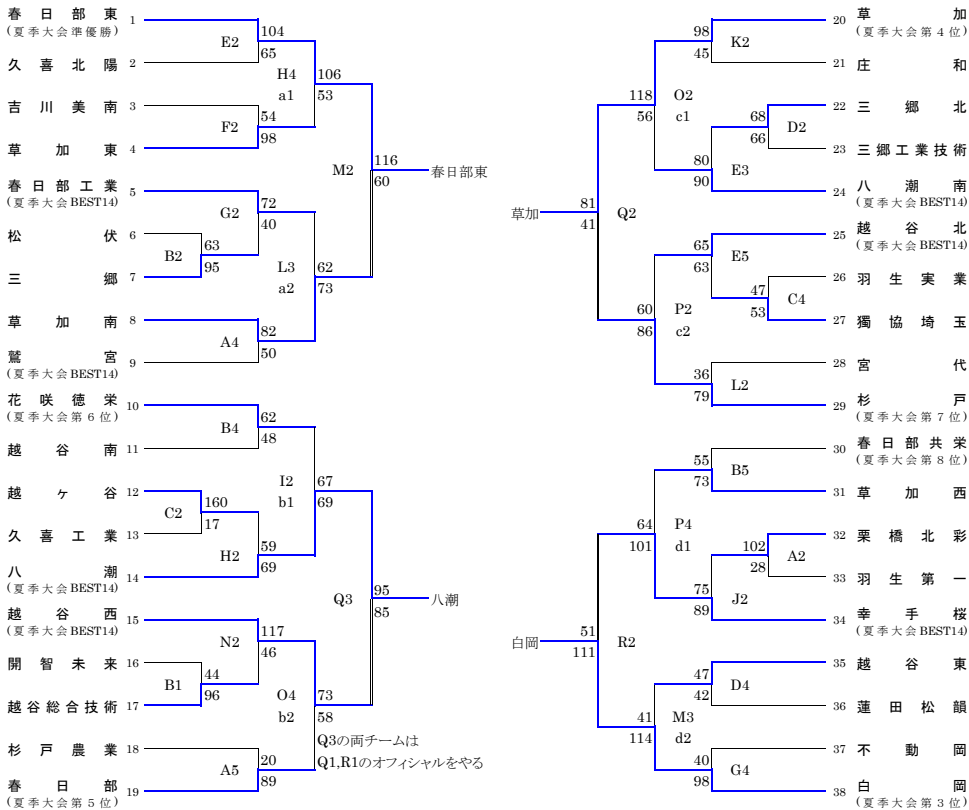 春日部東 1
(夏季大会準優勝)
久喜北陽 2
吉川美南 3
草加東 4
春日部工業 5
(夏季大会BEST14)
松伏 6
三郷 7
草加南 8
鷲宮 9
(夏季大会BEST14)
花咲徳栄 10
(夏季大会第6位)
越谷南 11
越ヶ谷 12
久喜工業 13
八潮 14
(夏季大会BEST14)
越谷西 15
(夏季大会BEST14)
開智未来 16
越谷総合技術 17
杉戸農業 18
春日部 19
(夏季大会第5位)
E2 104
65
F2 54
98
G2 72
40
B2 63
95
A4 82
50
H4 106
a1 53
L3 62
a2 73
M2 116
60
春日部東
B4 62
48
C2 160
17
H2 59
69
I2 67
b1 69
N2 117
46
B1 44
96
A5 20
89
O4 73
b2 58
Q3 95
85
八潮
Q3の両チームは
Q1,R1のオフィシャルをやる
20 草加
(夏季大会第4位)
21 庄和
22 三郷北
23 三郷工業技術
24 八潮南
(夏季大会BEST14)
25 越谷北
(夏季大会BEST14)
26 羽生実業
27 獨協埼玉
28 宮代
29 杉戸
(夏季大会第7位)
30 春日部共栄
(夏季大会第8位)
31 草加西
32 栗橋北彩
33 羽生第一
34 幸手桜
(夏季大会BEST14)
35 越谷東
36 蓮田松韻
37 不動岡
38 白岡
(夏季大会第3位)
98 K2
45
68 D2
66
80 E3
90
118 O2
56 c1
65 E5
63
47 C4
53
36 L2
79
60 P2
86 c2
草加
81 Q2
41
55 B5
73
102 A2
28
75 J2
89
64 P4
101 d1
47 D4
42
40 G4
98
41 M3
114 d2
白岡
51 R2
111